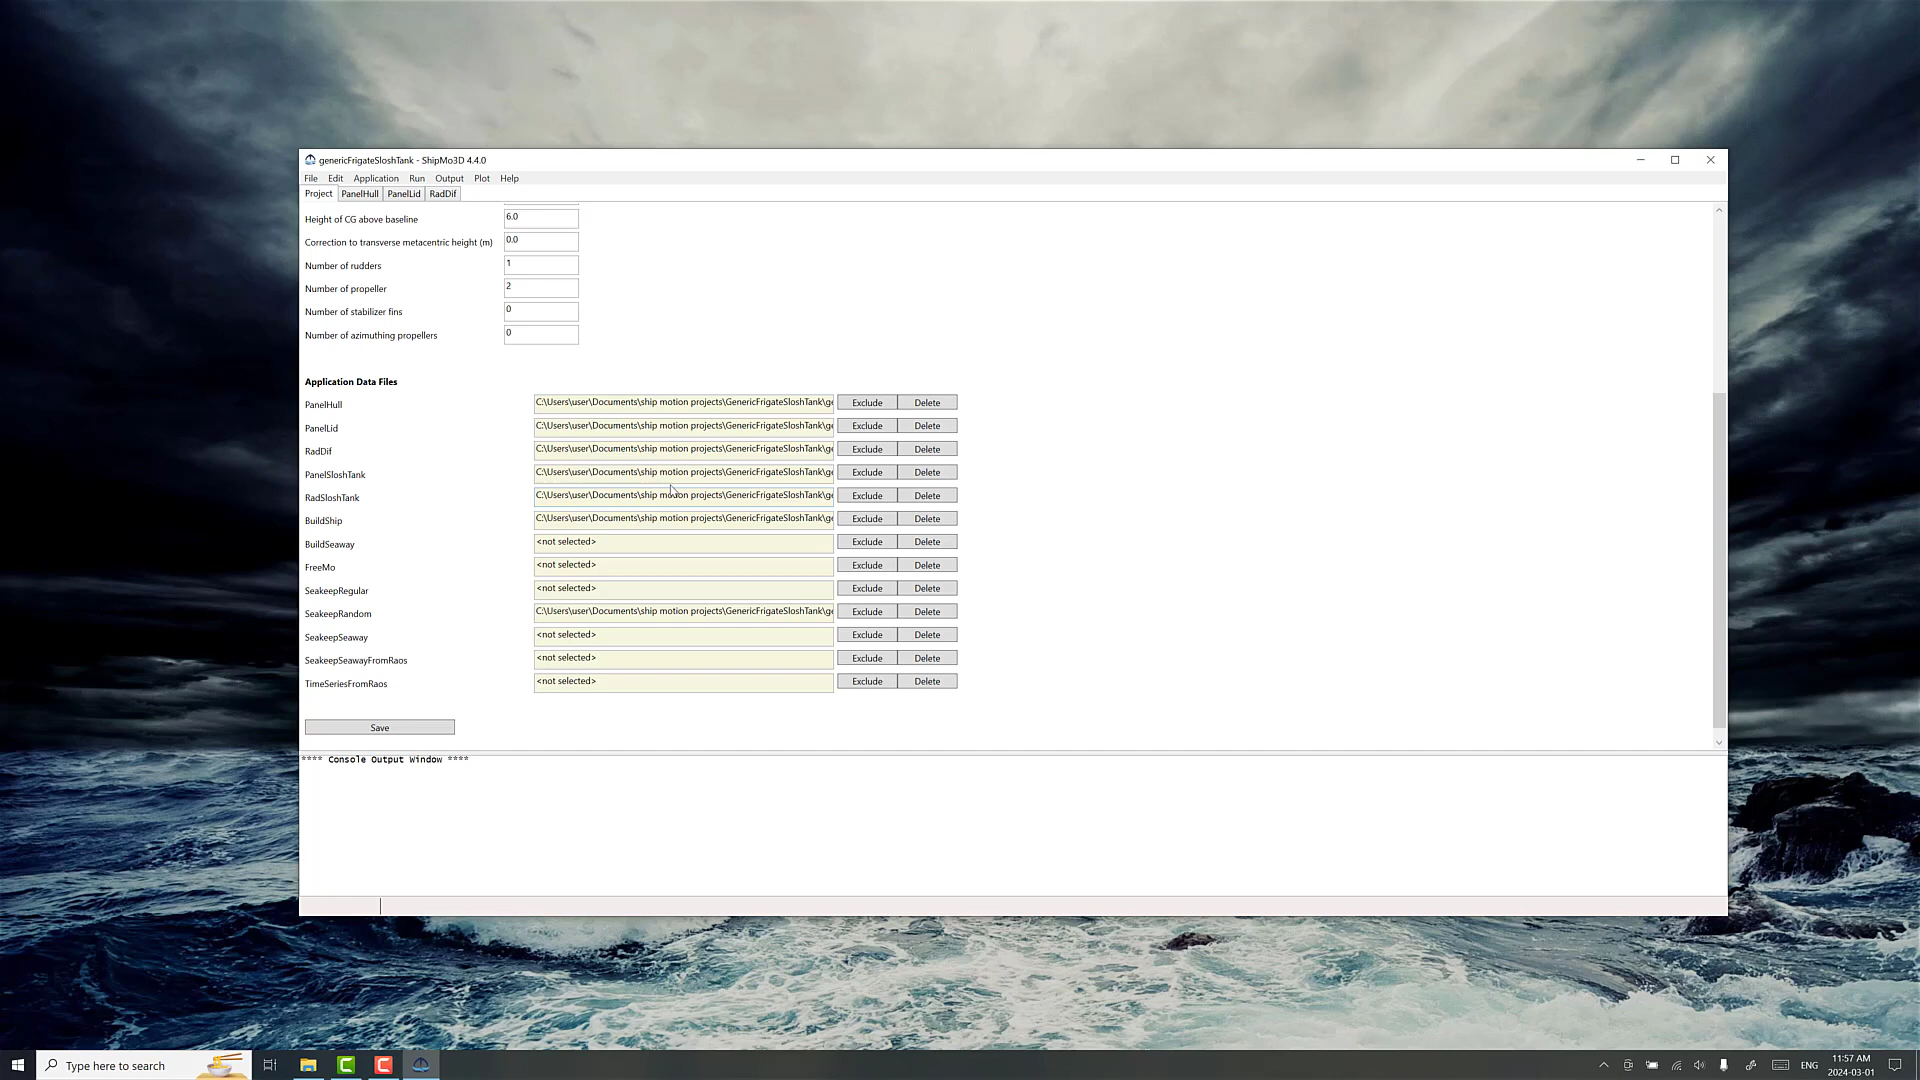 genericFrigateSloshTank - ShipMo3D 4.4.0
File Edit Application Run Output Plot Help
Project PanelHull PanelLid RadDif
Height of CG above baseline 6.0
Correction to transverse metacentric height (m) 0.0
Number of rudders 1
Number of propeller 2
Number of stabilizer fins 0
Number of azimuthing propellers 0
Application Data Files
PanelHull C:\Users\user\Documents\ship motion projects\GenericFrigateSloshTank\ge Exclude Delete
PanelLid C:\Users\user\Documents\ship motion projects\GenericFrigateSloshTank\ge Exclude Delete
RadDif C:\Users\user\Documents\ship motion projects\GenericFrigateSloshTank\ge Exclude Delete
PanelSloshTank C:\Users\user\Documents\ship motion projects\GenericFrigateSloshTank\ge Exclude Delete
RadSloshTank C:\Users\user\Documents\ship motion projects\GenericFrigateSloshTank\ge Exclude Delete
BuildShip C:\Users\user\Documents\ship motion projects\GenericFrigateSloshTank\ge Exclude Delete
BuildSeaway <not selected> Exclude Delete
FreeMo <not selected> Exclude Delete
SeakeepRegular <not selected> Exclude Delete
SeakeepRandom C:\Users\user\Documents\ship motion projects\GenericFrigateSloshTank\ge Exclude Delete
SeakeepSeaway <not selected> Exclude Delete
SeakeepSeawayFromRaos <not selected> Exclude Delete
TimeSeriesFromRaos <not selected> Exclude Delete
Save
**** Console Output Window ****
Type here to search
ENG
11:57 AM
2024-03-01